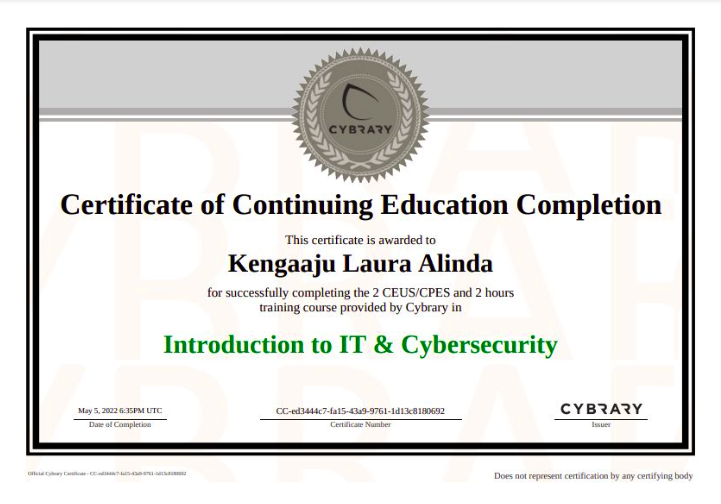 CYBRARY
Certificate of Continuing Education Completion
This certificate is awarded to
Kengaaju Laura Alinda
for successfully completing the 2 CEUS/CPES and 2 hours
training course provided by Cybrary in
Introduction to IT & Cybersecurity
May 5, 2022 6:35PM UTC
Date of Completion
CC-ed3444c7-fa15-43a9-9761-1d13c8180692
Certificate Number
CYBRARY
Issuer
Official Cybrary Certificate - CC-ed3444c7-fa15-43a9-9761-1d13c8180692
Does not represent certification by any certifying body